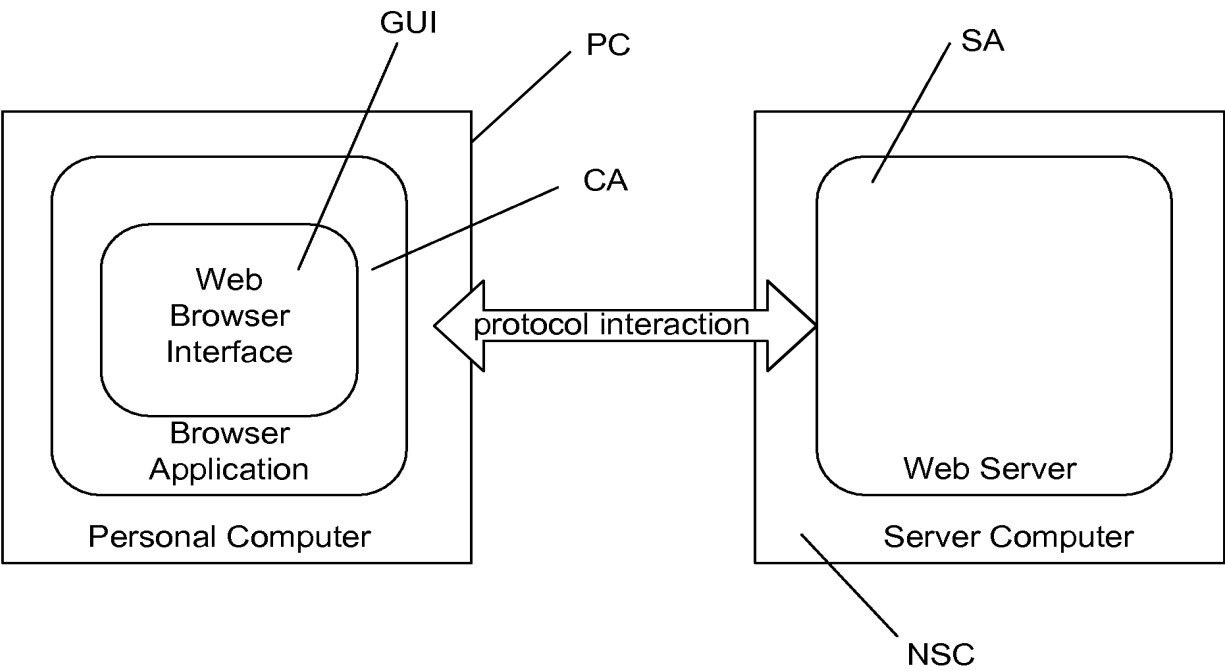 GUI
PC
SA
CA
Web
Browser
Interface
protocol interaction
Browser
Application
Web Server
Personal Computer
Server Computer
NSC